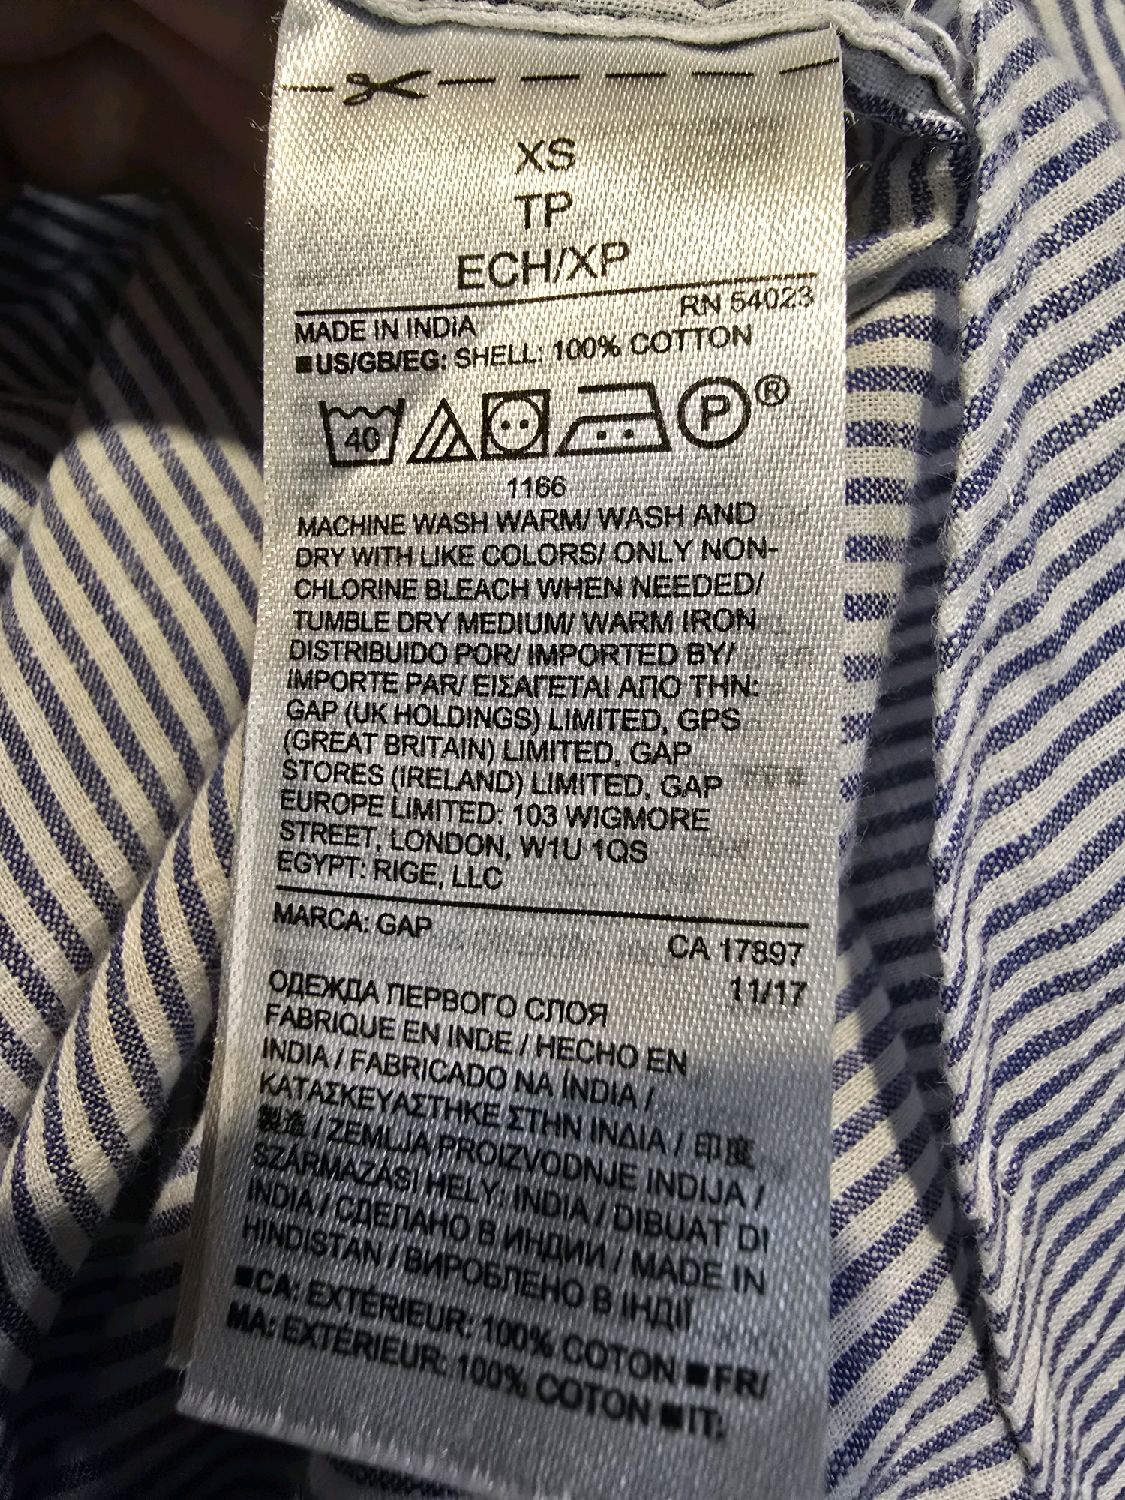 XS
TP
ECH/XP
RN 54023
MADE IN INDIA
■US/GB/EG: SHELL: 100% COTTON
40 P®
1166
MACHINE WASH WARM/ WASH AND
DRY WITH LIKE COLORS/ ONLY NON-
CHLORINE BLEACH WHEN NEEDED/
TUMBLE DRY MEDIUM/ WARM IRON
DISTRIBUIDO POR/ IMPORTED BY/
IMPORTE PAR/ ΕΙΣΑΓΕΤΑΙ ΑΠΟ ΤΗΝ:
GAP (UK HOLDINGS) LIMITED, GPS
(GREAT BRITAIN) LIMITED, GAP
STORES (IRELAND) LIMITED, GAP
EUROPE LIMITED: 103 WIGMORE
STREET, LONDON, W1U 1QS
EGYPT: RIGE, LLC
MARCA: GAP
CA 17897
11/17
ОДЕЖДА ПЕРВОГО СЛОЯ
FABRIQUE EN INDE / HECHO EN
INDIA / FABRICADO NA ÍNDIA /
ΚΑΤΑΣΚΕΥΑΣΤΗΚΕ ΣΤΗΝ ΙΝΔΙΑ / 印度
製造 / ZEMLJA PROIZVODNJE INDIJA /
SZÁRMAZÁSI HELY: INDIA / DIBUAT DI
INDIA / СДЕЛАНО В ИНДИИ / MADE IN
HINDISTAN / ВИРОБЛЕНО В ІНДІЇ
■CA: EXTÉRIEUR: 100% COTON ■FR/
MA: EXTÉRIEUR: 100% COTON ■IT: